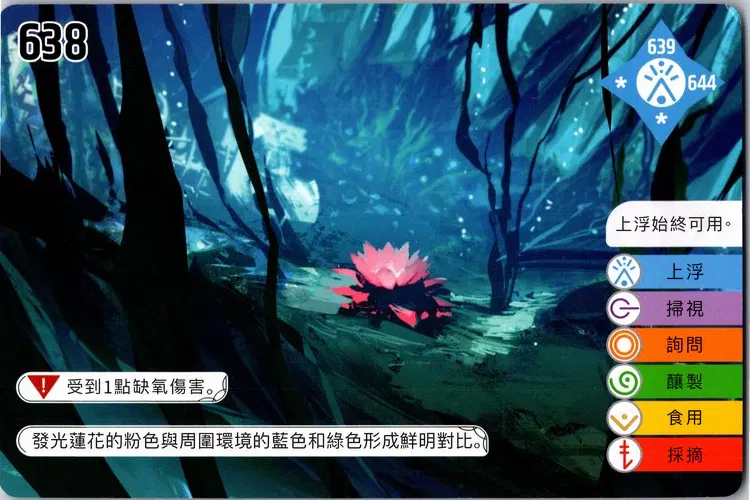 638
639
* 644
*
上浮始終可用。
上浮
掃視
詢問
釀製
食用
採摘
! 受到1點缺氧傷害。
發光蓮花的粉色與周圍環境的藍色和綠色形成鮮明對比。